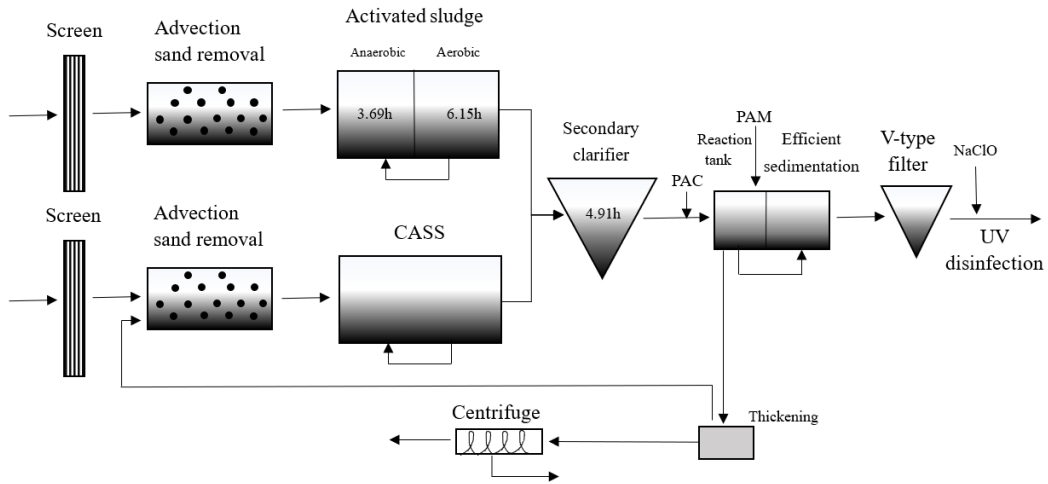 Screen
Advection
sand removal
Activated sludge
Anaerobic
Aerobic
3.69h
6.15h
Screen
Advection
sand removal
CASS
Secondary
clarifier
4.91h
PAC
PAM
Reaction
tank
Efficient
sedimentation
V-type
filter
NaClO
UV
disinfection
Thickening
Centrifuge